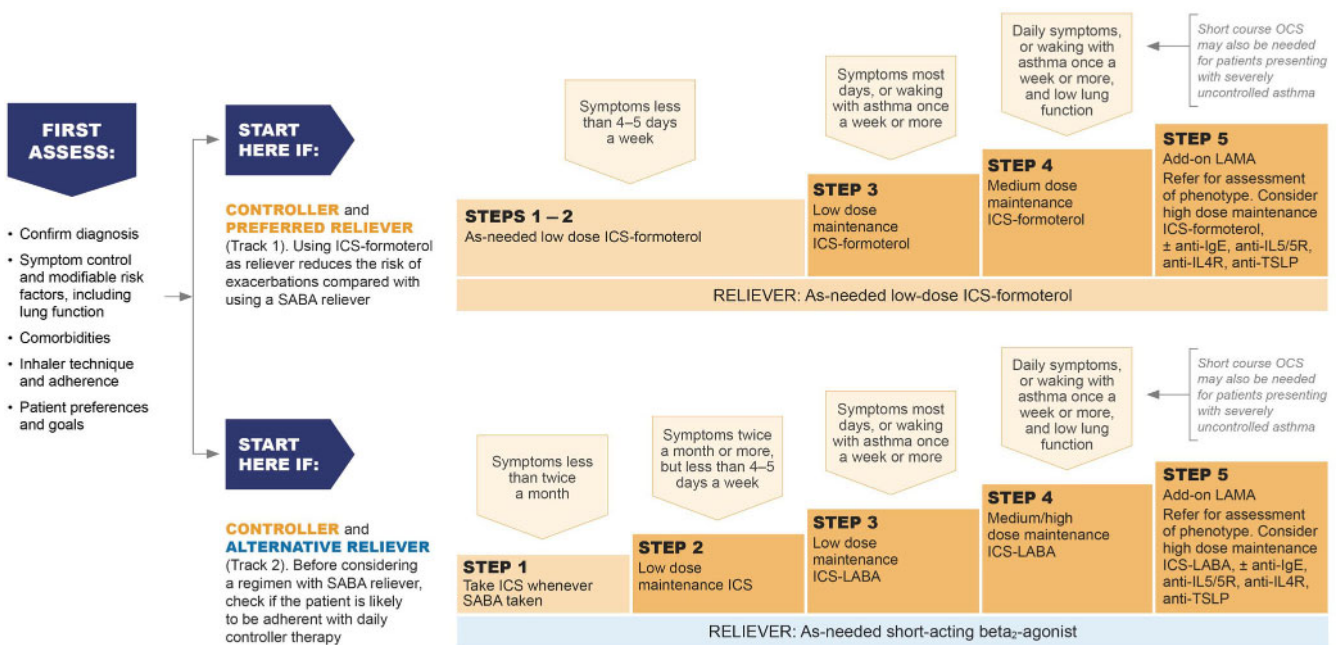 FIRST
ASSESS:
• Confirm diagnosis
• Symptom control
and modifiable risk
factors, including
lung function
• Comorbidities
• Inhaler technique
and adherence
• Patient preferences
and goals
START
HERE IF:
CONTROLLER and
PREFERRED RELIEVER
(Track 1). Using ICS-formoterol
as reliever reduces the risk of
exacerbations compared with
using a SABA reliever
Symptoms less
than 4–5 days
a week
Symptoms most
days, or waking
with asthma once
a week or more
Daily symptoms,
or waking with
asthma once a
week or more,
and low lung
function
Short course OCS
may also be needed
for patients presenting
with severely
uncontrolled asthma
STEPS 1 – 2
As-needed low dose ICS-formoterol
STEP 3
Low dose
maintenance
ICS-formoterol
STEP 4
Medium dose
maintenance
ICS-formoterol
STEP 5
Add-on LAMA
Refer for assessment
of phenotype. Consider
high dose maintenance
ICS-formoterol,
± anti-IgE, anti-IL5/5R,
anti-IL4R, anti-TSLP
RELIEVER: As-needed low-dose ICS-formoterol
START
HERE IF:
CONTROLLER and
ALTERNATIVE RELIEVER
(Track 2). Before considering
a regimen with SABA reliever,
check if the patient is likely
to be adherent with daily
controller therapy
Symptoms less
than twice
a month
Symptoms twice
a month or more,
but less than 4–5
days a week
Symptoms most
days, or waking
with asthma once
a week or more
Daily symptoms,
or waking with
asthma once a
week or more,
and low lung
function
Short course OCS
may also be needed
for patients presenting
with severely
uncontrolled asthma
STEP 1
Take ICS whenever
SABA taken
STEP 2
Low dose
maintenance ICS
STEP 3
Low dose
maintenance
ICS-LABA
STEP 4
Medium/high
dose maintenance
ICS-LABA
STEP 5
Add-on LAMA
Refer for assessment
of phenotype. Consider
high dose maintenance
ICS-LABA, ± anti-IgE,
anti-IL5/5R, anti-IL4R,
anti-TSLP
RELIEVER: As-needed short-acting beta₂-agonist